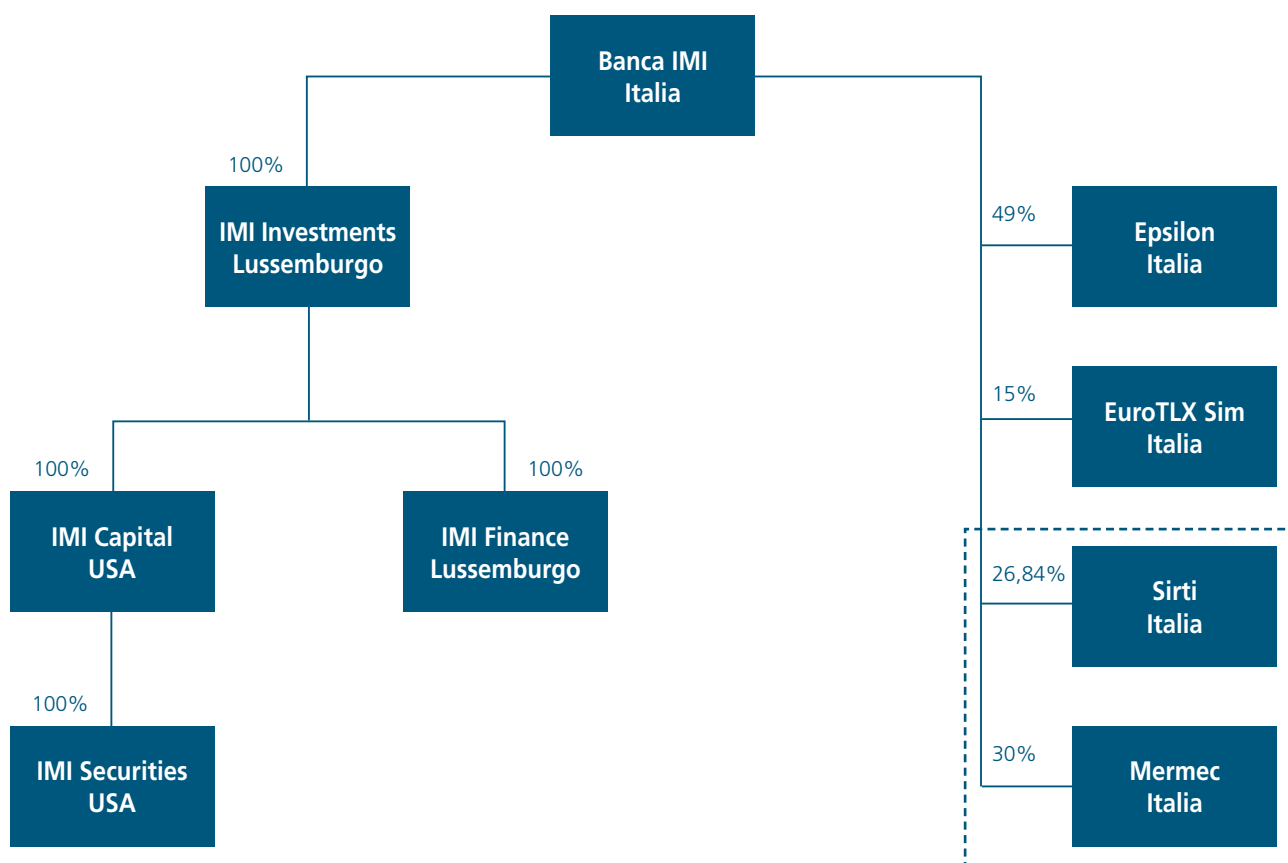 Banca IMI
Italia
100%
IMI Investments
Lussemburgo
49%
Epsilon
Italia
15%
EuroTLX Sim
Italia
100%
IMI Capital
USA
100%
IMI Finance
Lussemburgo
26,84%
Sirti
Italia
100%
IMI Securities
USA
30%
Mermec
Italia